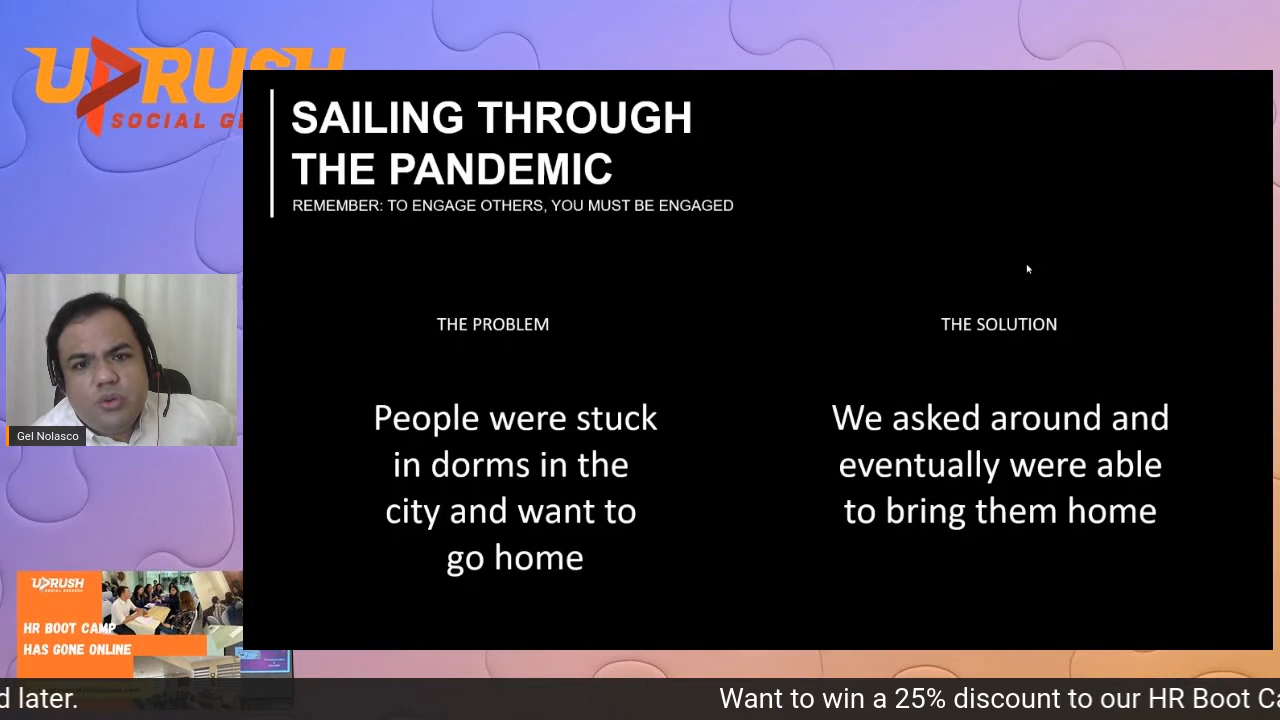 UPRUSH
SOCIAL GE
SAILING THROUGH
THE PANDEMIC
REMEMBER: TO ENGAGE OTHERS, YOU MUST BE ENGAGED
THE PROBLEM
People were stuck
in dorms in the
city and want to
go home
THE SOLUTION
We asked around and
eventually were able
to bring them home
Gel Nolasco
UPRUSH
HR BOOT CAMP
HAS GONE ONLINE
d later.
Want to win a 25% discount to our HR Boot Ca